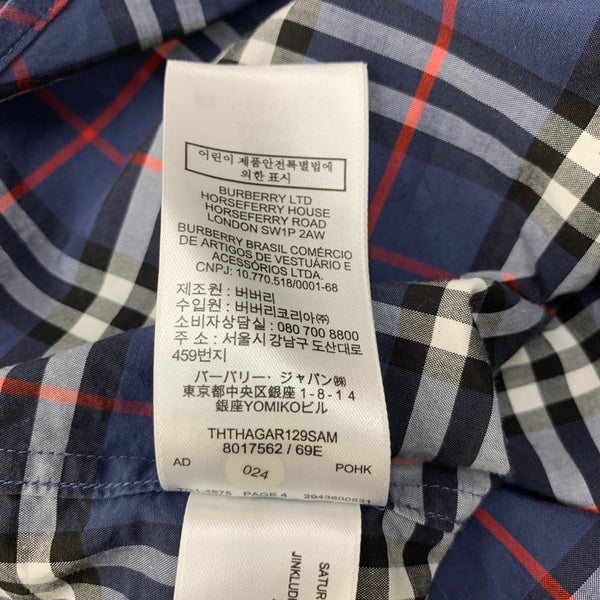 어린이 제품안전특별법에
의한 표시
BURBERRY LTD
HORSEFERRY HOUSE
HORSEFERRY ROAD
LONDON SW1P 2AW
BURBERRY BRASIL COMÉRCIO
DE ARTIGOS DE VESTUÁRIO E
ACESSÓRIOS LTDA.
CNPJ: 10.770.518/0001-68
제조원 : 버버리
수입원 : 버버리코리아㈜
소비자상담실 : 080 700 8800
주 소 : 서울시 강남구 도산대로
459번지
バーバリー・ジャパン㈱
東京都中央区銀座 1-8-14
銀座YOMIKOビル
THTHAGAR129SAM
8017562 / 69E
AD 024 POHK
PAGE 4 2943600521
SATUR
JINKLUDI